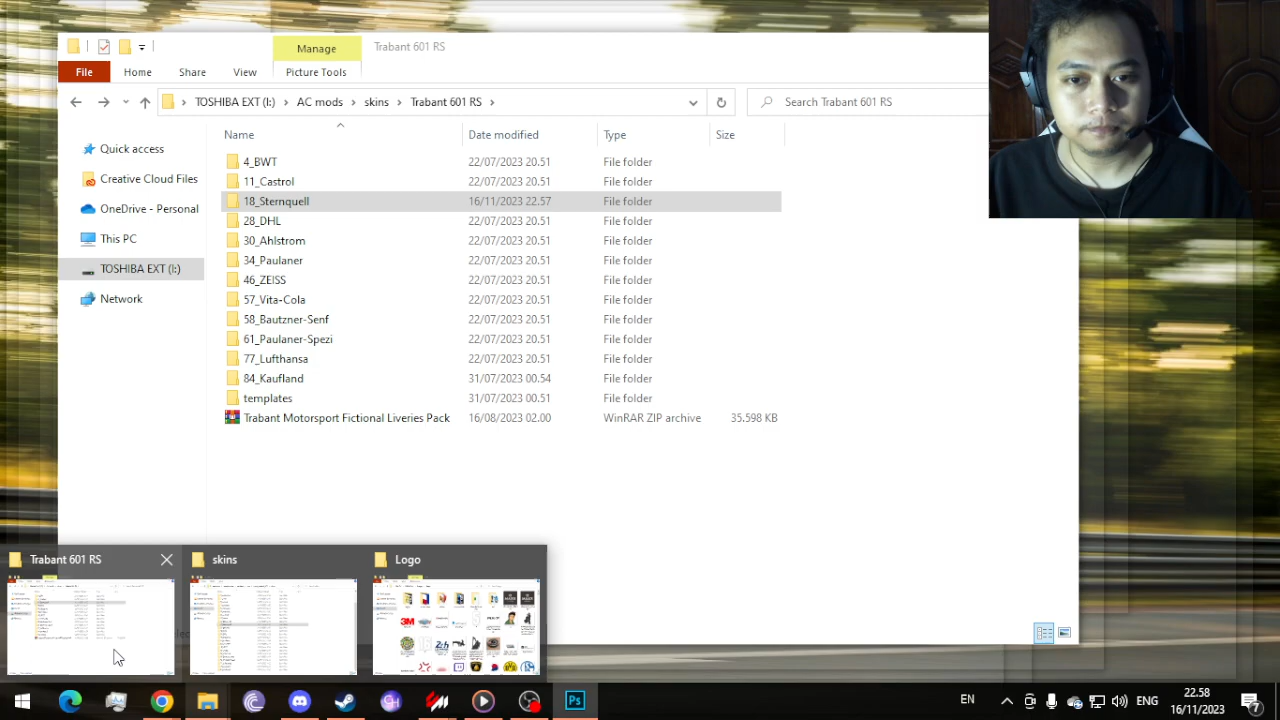 Manage Trabant 601 RS
File Home Share View Picture Tools
TOSHIBA EXT (I:) AC mods skins Trabant 601 RS Search Trabant 601 RS
Name Date modified Type Size
Quick access
Creative Cloud Files
OneDrive - Personal
This PC
TOSHIBA EXT (I:)
Network
4_BWT 22/07/2023 20.51 File folder
11_Castrol 22/07/2023 20.51 File folder
18_Sternquell 16/11/2023 22.57 File folder
28_DHL 22/07/2023 20.51 File folder
30_Ahlstrom 22/07/2023 20.51 File folder
34_Paulaner 22/07/2023 20.51 File folder
46_ZEISS 22/07/2023 20.51 File folder
57_Vita-Cola 22/07/2023 20.51 File folder
58_Bautzner-Senf 22/07/2023 20.51 File folder
61_Paulaner-Spezi 22/07/2023 20.51 File folder
77_Lufthansa 22/07/2023 20.51 File folder
84_Kaufland 31/07/2023 00.54 File folder
templates 31/07/2023 00.51 File folder
Trabant Motorsport Fictional Liveries Pack 16/08/2023 02.00 WinRAR ZIP archive 35.598 KB
Trabant 601 RS skins Logo
3M
Ps EN ENG 22.58
16/11/2023 7